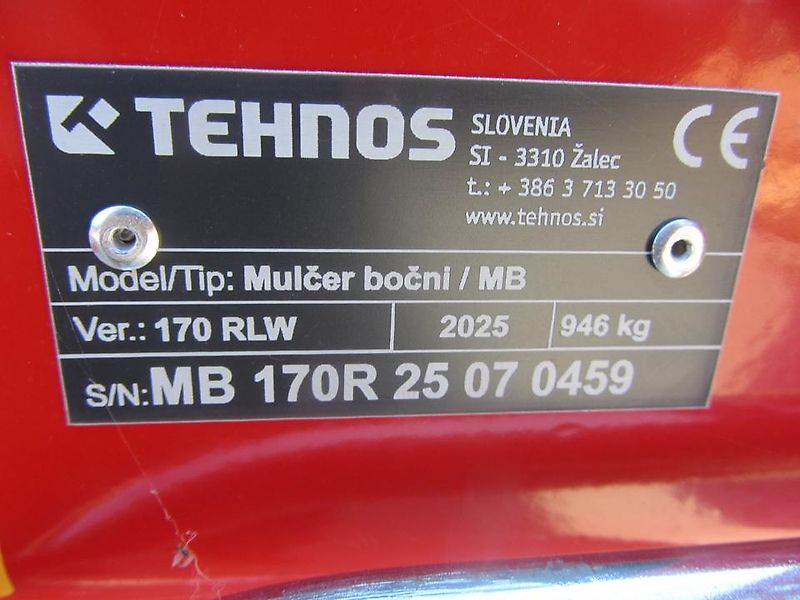 TEHNOS
SLOVENIA
SI - 3310 Žalec
t.: + 386 3 713 30 50
www.tehnos.si
CE
Model/Tip: Mulčer bočni / MB
Ver.: 170 RLW 2025 946 kg
S/N: MB 170R 25 07 0459